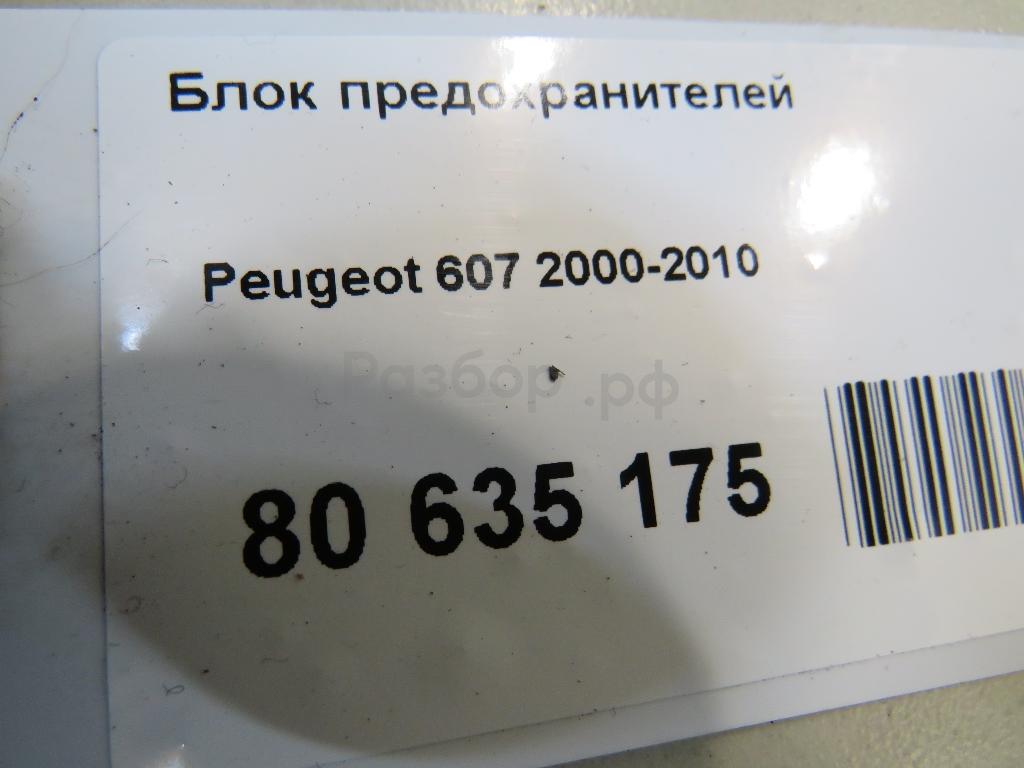 Блок предохранителей
Peugeot 607 2000-2010
Разбор.рф
80 635 175